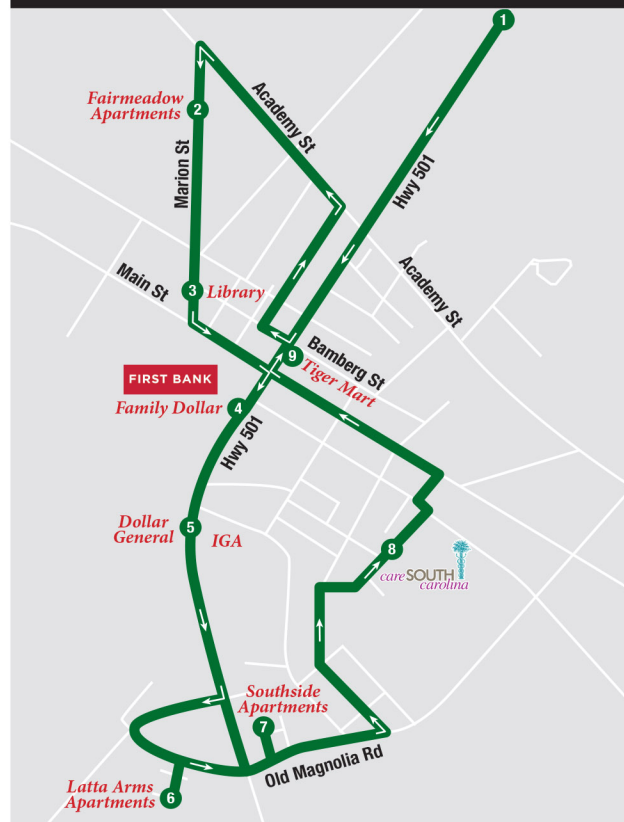 1
Fairmeadow
Apartments
2
Academy St
Marion St
Hwy 501
Academy St
3
Library
Main St
Bamberg St
9
Tiger Mart
FIRST BANK
Family Dollar
4
Hwy 501
Dollar
General
5
IGA
8
careSOUTH
carolina
Southside
Apartments
7
Old Magnolia Rd
Latta Arms
Apartments
6